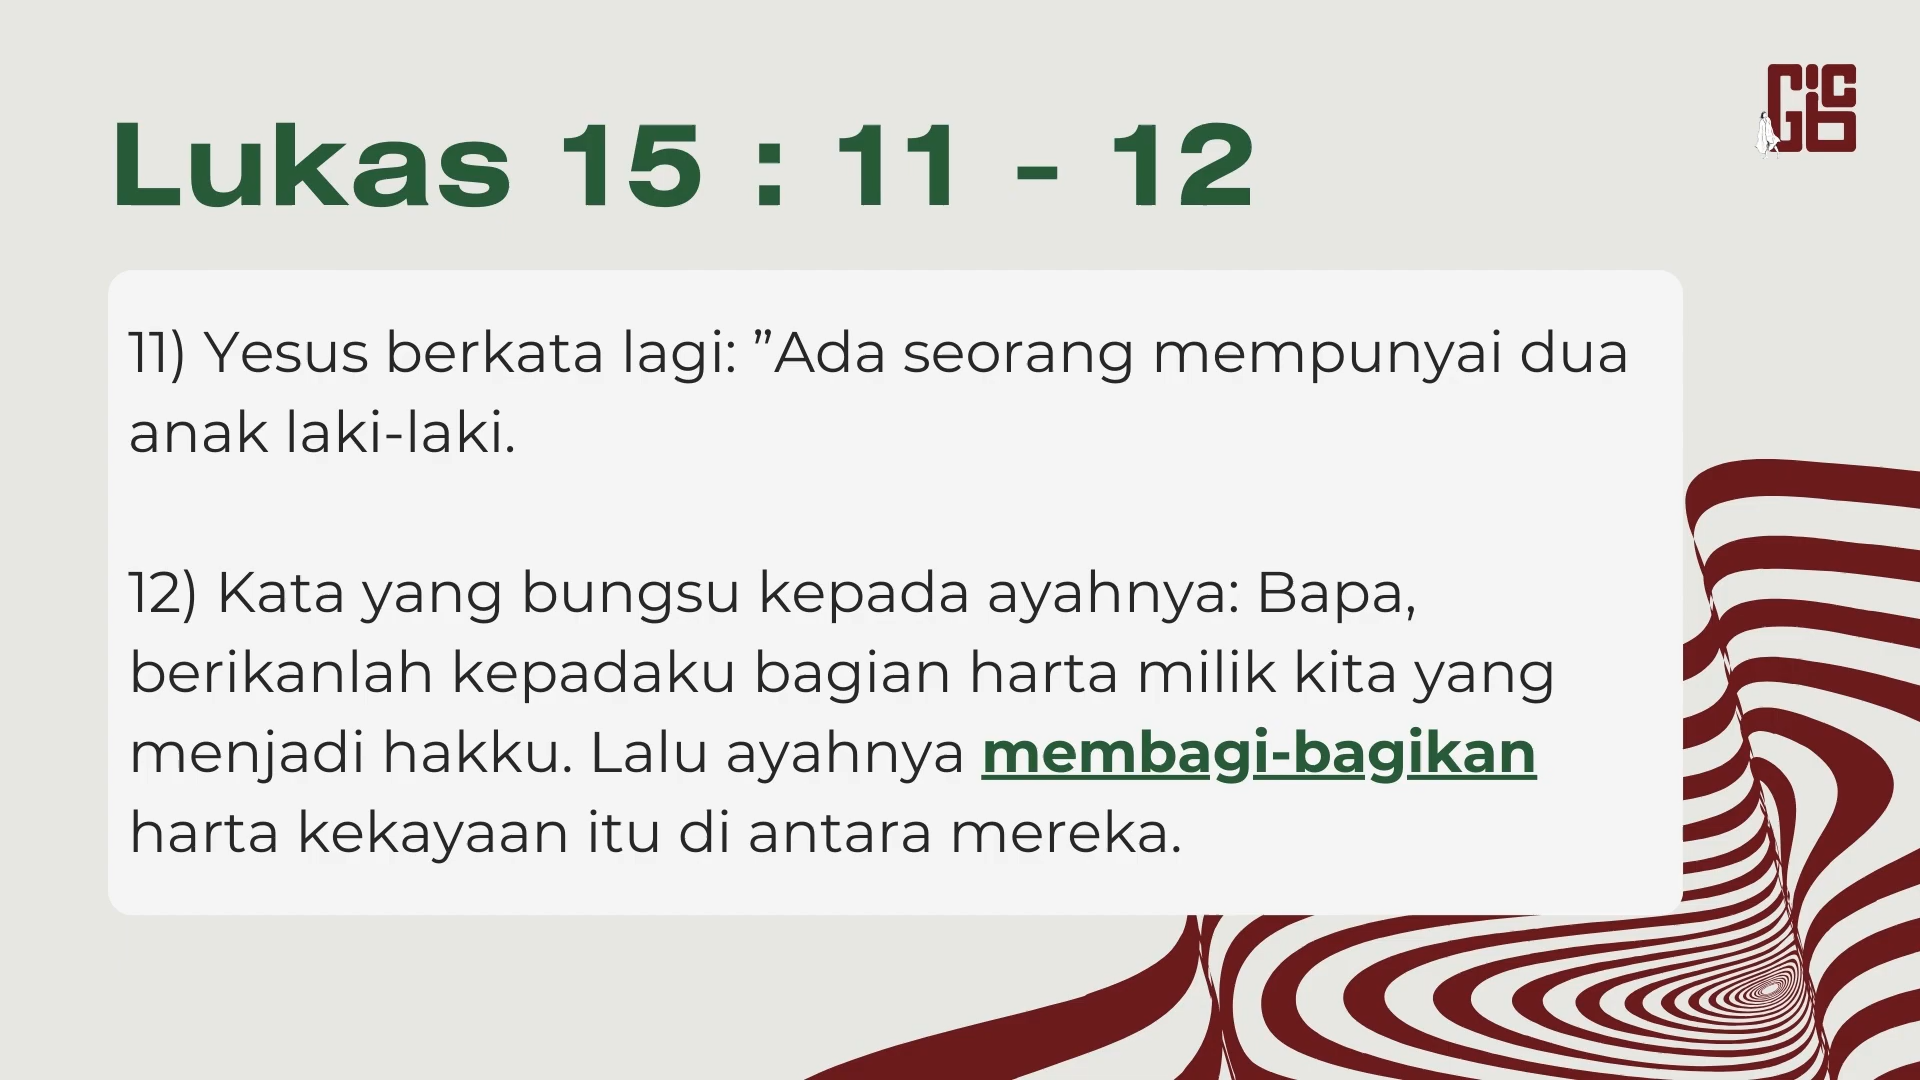 Lukas 15 : 11 - 12
11) Yesus berkata lagi: ”Ada seorang mempunyai dua
anak laki-laki.
12) Kata yang bungsu kepada ayahnya: Bapa,
berikanlah kepadaku bagian harta milik kita yang
menjadi hakku. Lalu ayahnya membagi-bagikan
harta kekayaan itu di antara mereka.